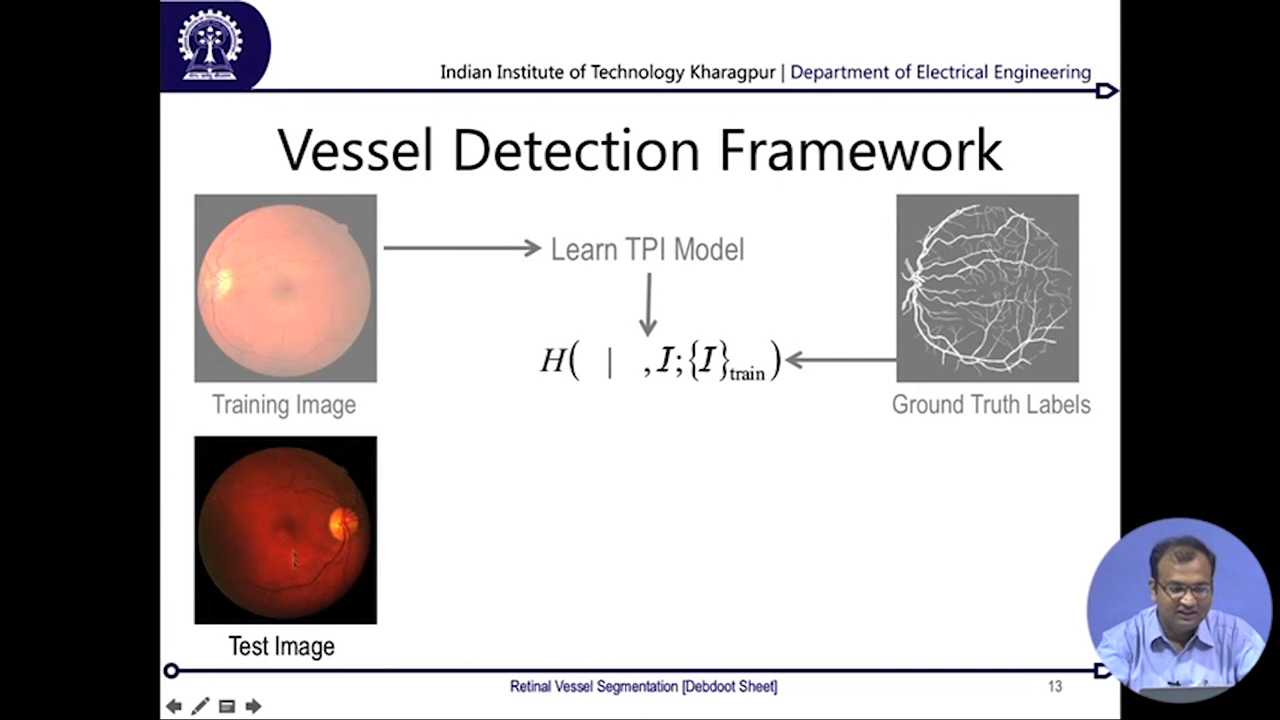 Indian Institute of Technology Kharagpur | Department of Electrical Engineering
Vessel Detection Framework
Learn TPI Model
H( | , I; {I}train)
Training Image
Ground Truth Labels
Test Image
Retinal Vessel Segmentation [Debdoot Sheet]
13